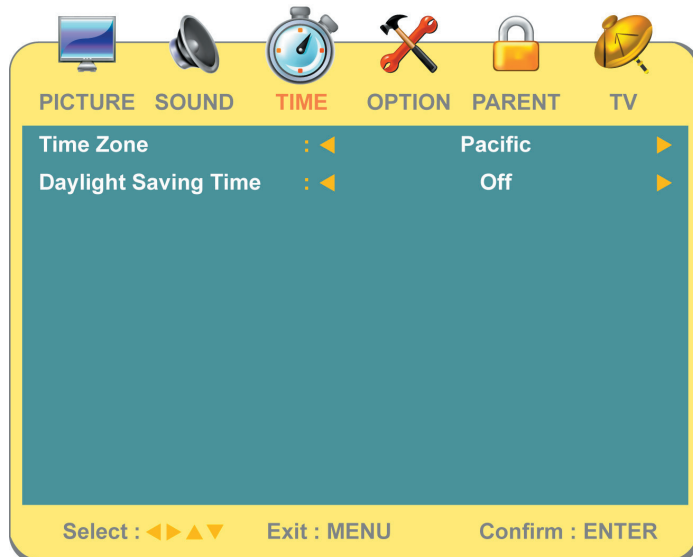 PICTURE SOUND TIME OPTION PARENT TV
Time Zone : Pacific
Daylight Saving Time : Off
Select : Exit : MENU Confirm : ENTER